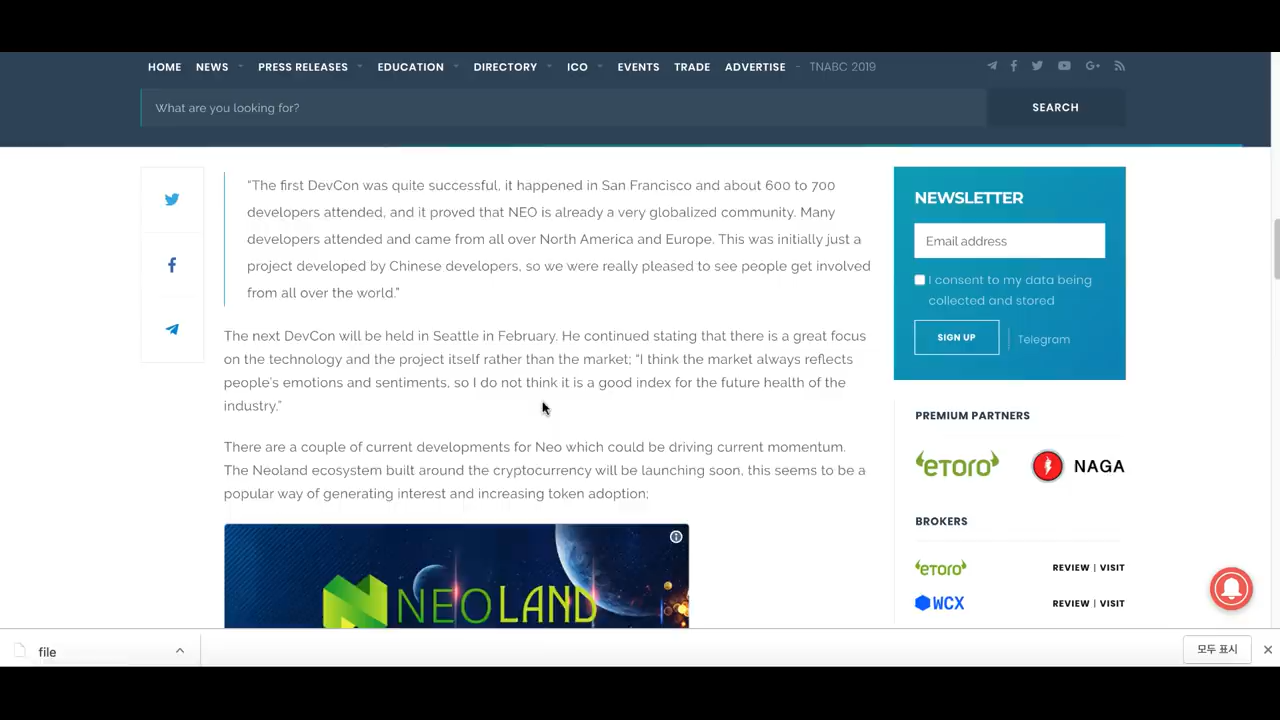 HOME NEWS PRESS RELEASES EDUCATION DIRECTORY ICO EVENTS TRADE ADVERTISE TNABC 2019
What are you looking for?
SEARCH
"The first DevCon was quite successful, it happened in San Francisco and about 600 to 700
developers attended, and it proved that NEO is already a very globalized community. Many
developers attended and came from all over North America and Europe. This was initially just a
project developed by Chinese developers, so we were really pleased to see people get involved
from all over the world."
The next DevCon will be held in Seattle in February. He continued stating that there is a great focus
on the technology and the project itself rather than the market; "I think the market always reflects
people's emotions and sentiments, so I do not think it is a good index for the future health of the
industry."
There are a couple of current developments for Neo which could be driving current momentum.
The Neoland ecosystem built around the cryptocurrency will be launching soon, this seems to be a
popular way of generating interest and increasing token adoption;
NEOLAND
NEWSLETTER
Email address
I consent to my data being
collected and stored
SIGN UP
Telegram
PREMIUM PARTNERS
eToro
NAGA
BROKERS
eToro
REVIEW | VISIT
WCX
REVIEW | VISIT
file
모두 표시